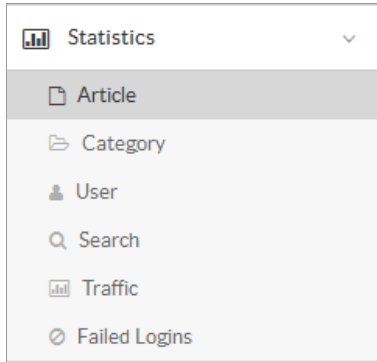 Statistics
Article
Category
User
Search
Traffic
Failed Logins